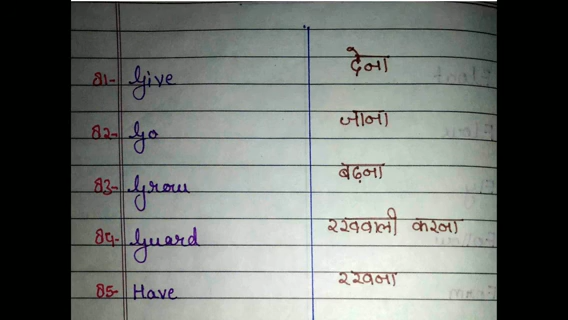 81- Give देना
82- Go जाना
83- Grow बढ़ना
84- Guard रखवाली करना
85- Have रखना